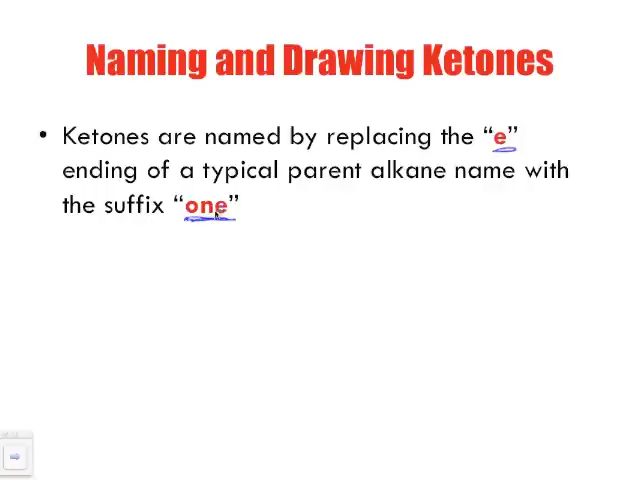 Naming and Drawing Ketones
• Ketones are named by replacing the “e”
ending of a typical parent alkane name with
the suffix “one”